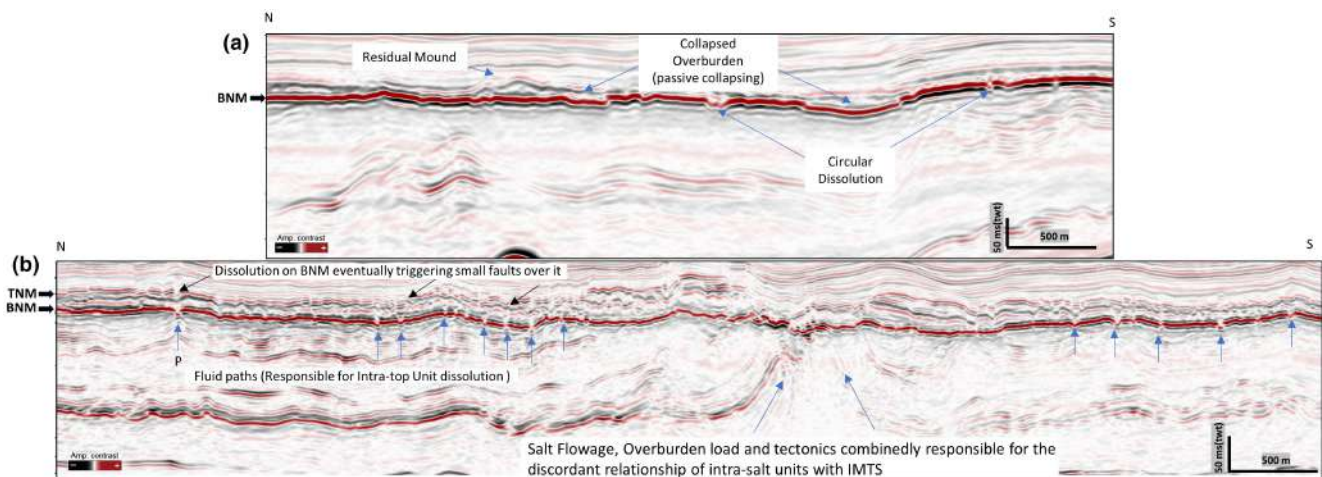 N
S
(a)
Residual Mound
Collapsed
Overburden
(passive collapsing)
BNM
Circular
Dissolution
Amp. contrast
- +
50 ms(twt)
500 m
N
S
(b)
Dissolution on BNM eventually triggering small faults over it
TNM
BNM
P
Fluid paths (Responsible for Intra-top Unit dissolution )
Salt Flowage, Overburden load and tectonics combinedly responsible for the
discordant relationship of intra-salt units with IMTS
Amp. contrast
- +
50 ms(twt)
500 m